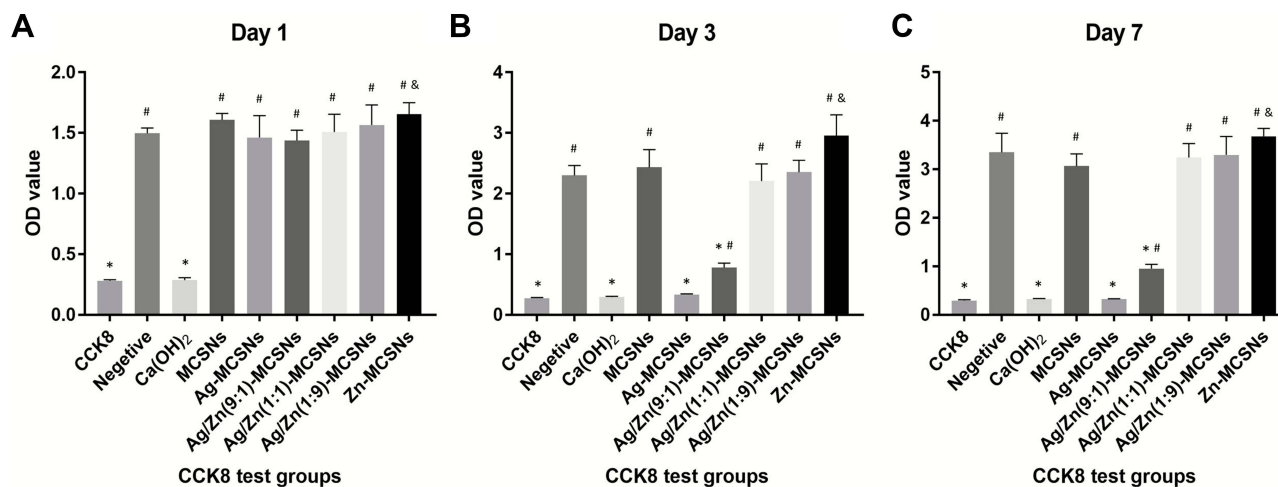 A
Day 1
OD value
2.0
1.5
1.0
0.5
0.0
#
#
#
#
#
#
# &
*
*
CCK8
Negetive
Ca(OH)₂
MCSNs
Ag-MCSNs
Ag/Zn(9:1)-MCSNs
Ag/Zn(1:1)-MCSNs
Ag/Zn(1:9)-MCSNs
Zn-MCSNs
CCK8 test groups
B
Day 3
OD value
4
3
2
1
0
*
#
*
#
*
* #
#
#
# &
CCK8
Negetive
Ca(OH)₂
MCSNs
Ag-MCSNs
Ag/Zn(9:1)-MCSNs
Ag/Zn(1:1)-MCSNs
Ag/Zn(1:9)-MCSNs
Zn-MCSNs
CCK8 test groups
C
Day 7
OD value
5
4
3
2
1
0
*
#
*
#
*
* #
#
#
# &
CCK8
Negetive
Ca(OH)₂
MCSNs
Ag-MCSNs
Ag/Zn(9:1)-MCSNs
Ag/Zn(1:1)-MCSNs
Ag/Zn(1:9)-MCSNs
Zn-MCSNs
CCK8 test groups